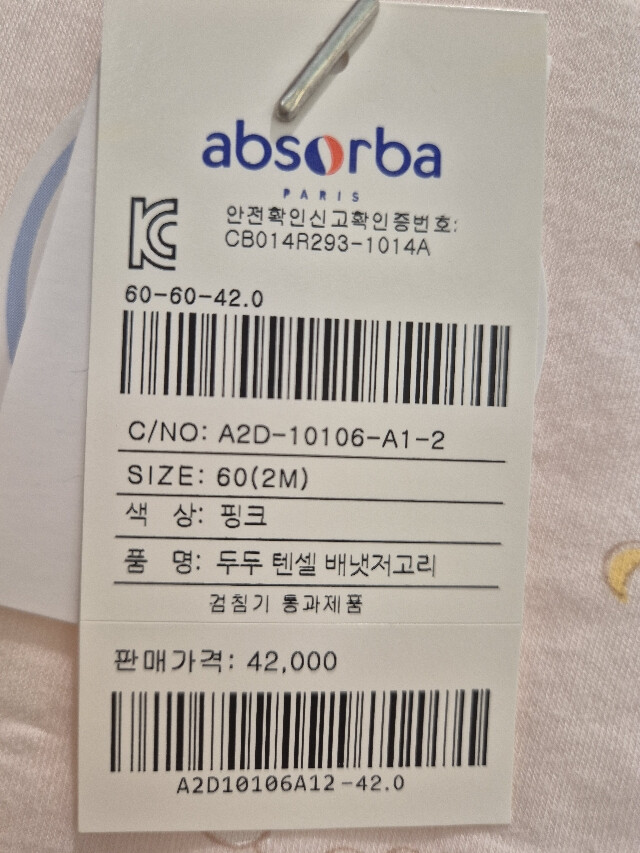 absorba
PARIS
안전확인신고확인증번호:
CB014R293-1014A
60-60-42.0
C/NO: A2D-10106-A1-2
SIZE: 60(2M)
색 상: 핑크
품 명: 두두 텐셀 배냇저고리
검침기 통과제품
판매가격: 42,000
A2D10106A12-42.0